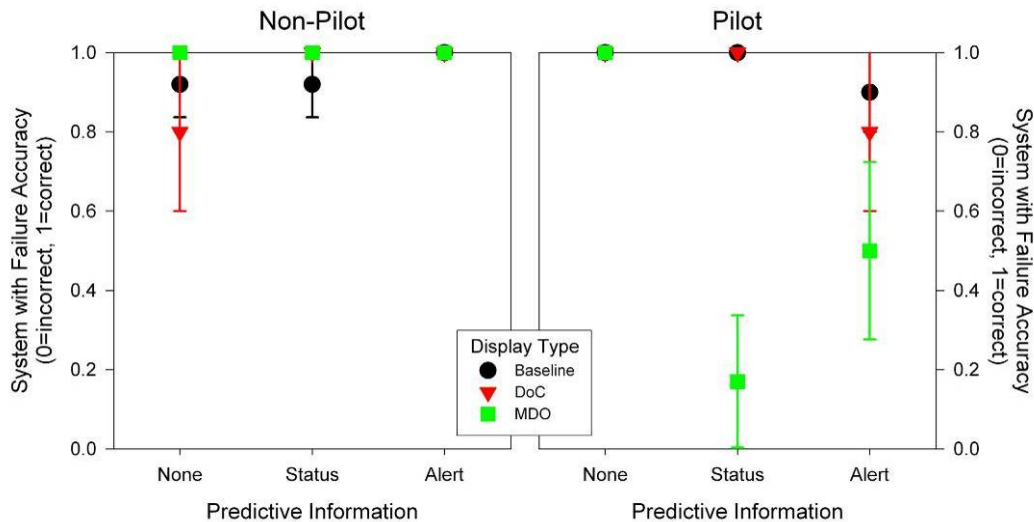 Non-Pilot
Pilot
System with Failure Accuracy
(0=incorrect, 1=correct)
1.0
0.8
0.6
0.4
0.2
0.0
None
Status
Alert
Predictive Information
Display Type
Baseline
DoC
MDO
None
Status
Alert
Predictive Information
1.0
0.8
0.6
0.4
0.2
0.0
System with Failure Accuracy
(0=incorrect, 1=correct)